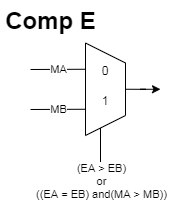 Comp E
MA
0
MB
1
(EA > EB)
or
((EA = EB) and(MA > MB))